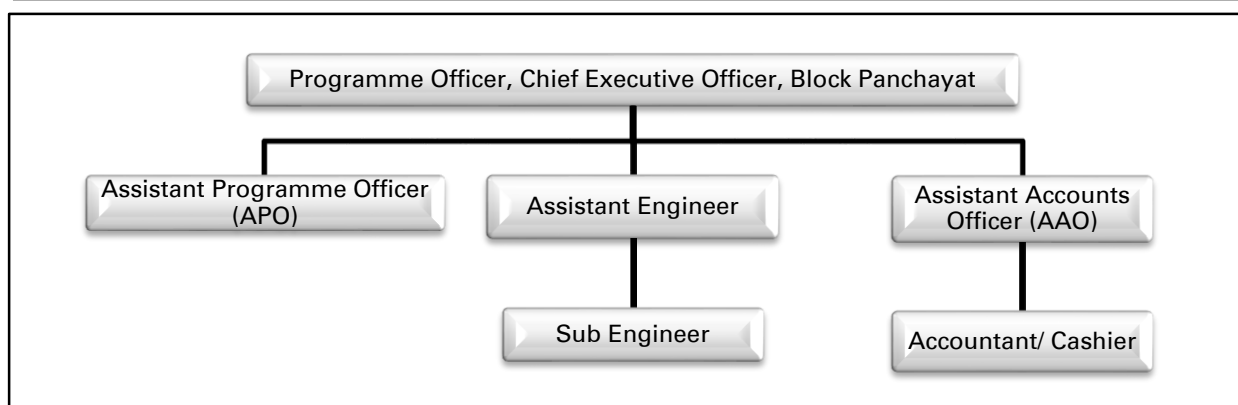 Programme Officer, Chief Executive Officer, Block Panchayat
Assistant Programme Officer
(APO)
Assistant Engineer
Assistant Accounts
Officer (AAO)
Sub Engineer
Accountant/ Cashier